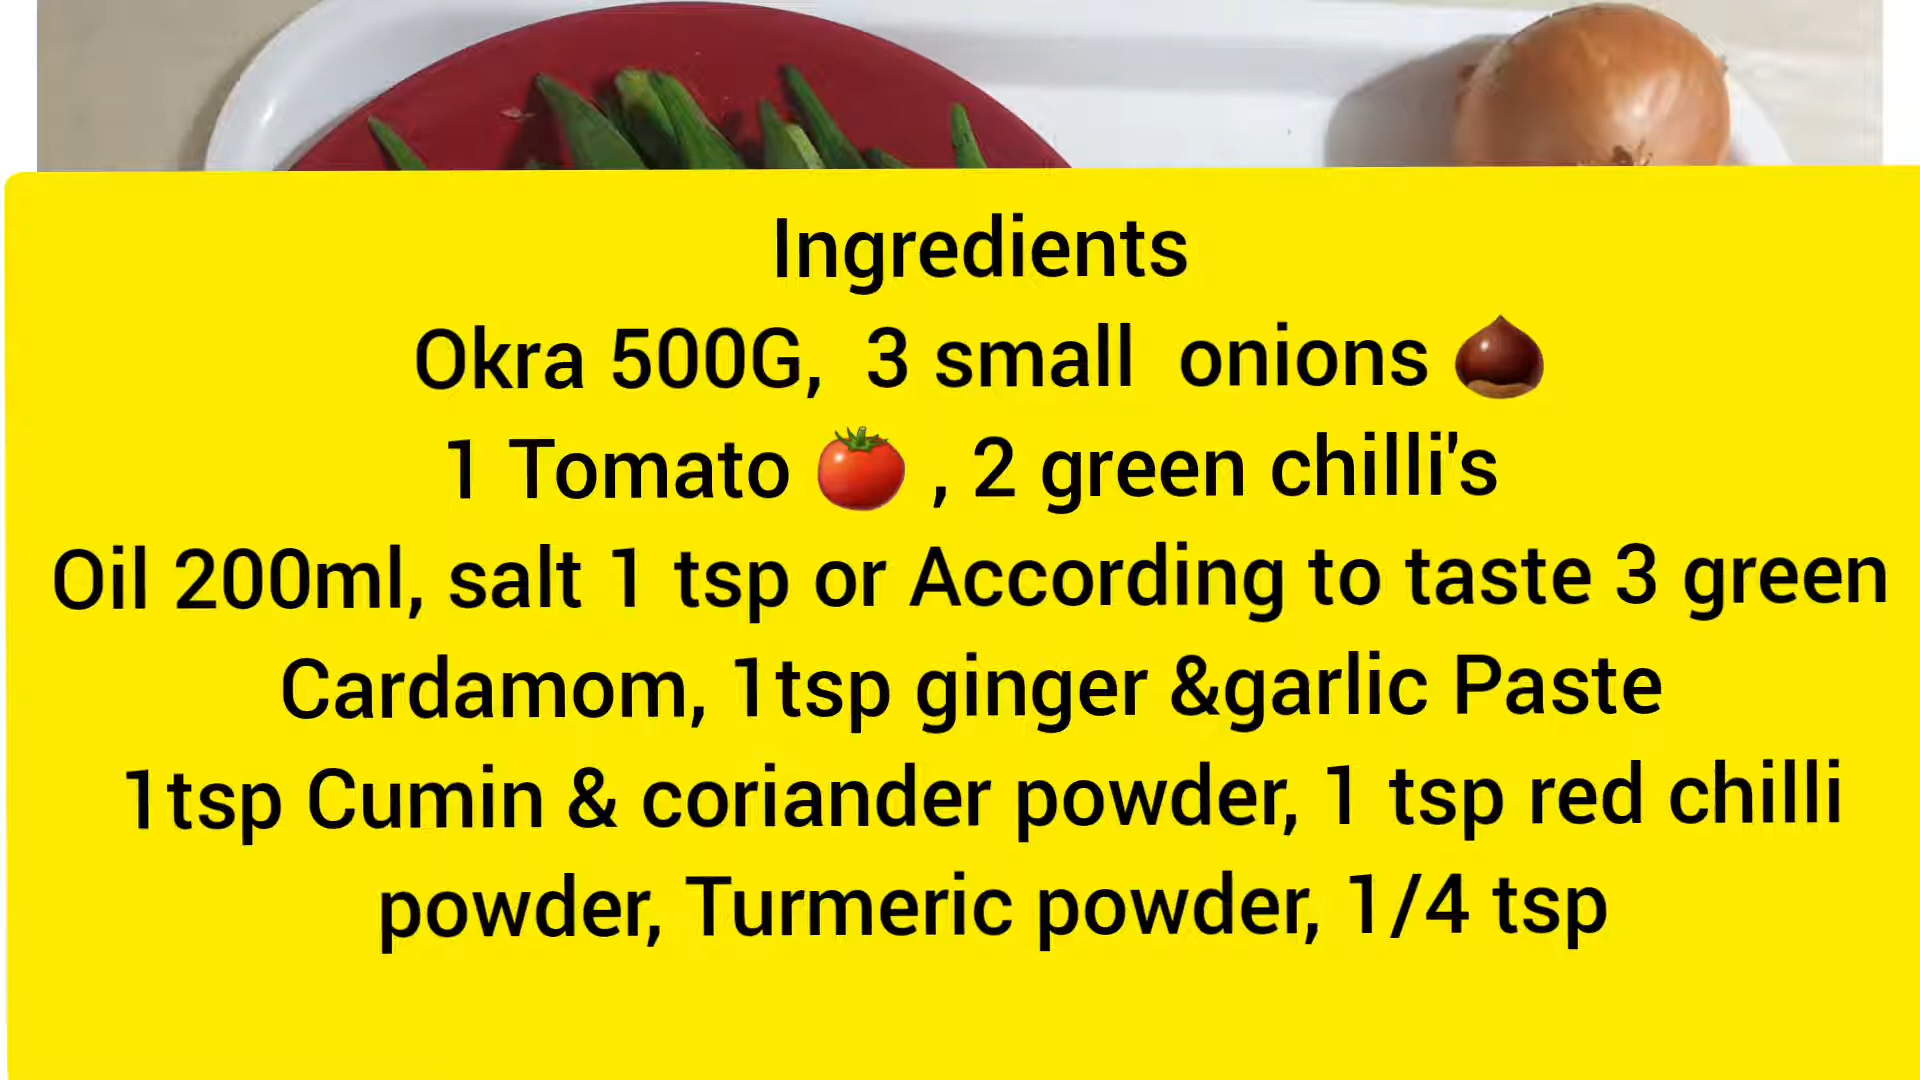 Ingredients
Okra 500G, 3 small onions 🌰
1 Tomato 🍅 , 2 green chilli's
Oil 200ml, salt 1 tsp or According to taste 3 green
Cardamom, 1tsp ginger &garlic Paste
1tsp Cumin & coriander powder, 1 tsp red chilli
powder, Turmeric powder, 1/4 tsp